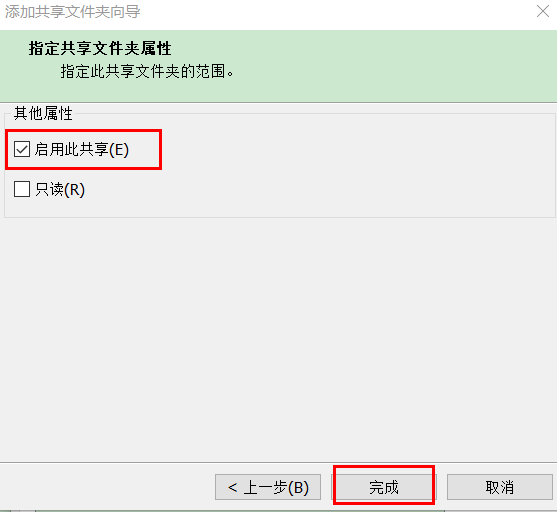 添加共享文件夹向导
指定共享文件夹属性
指定此共享文件夹的范围。
其他属性
启用此共享(E)
只读(R)
< 上一步(B)
完成
取消